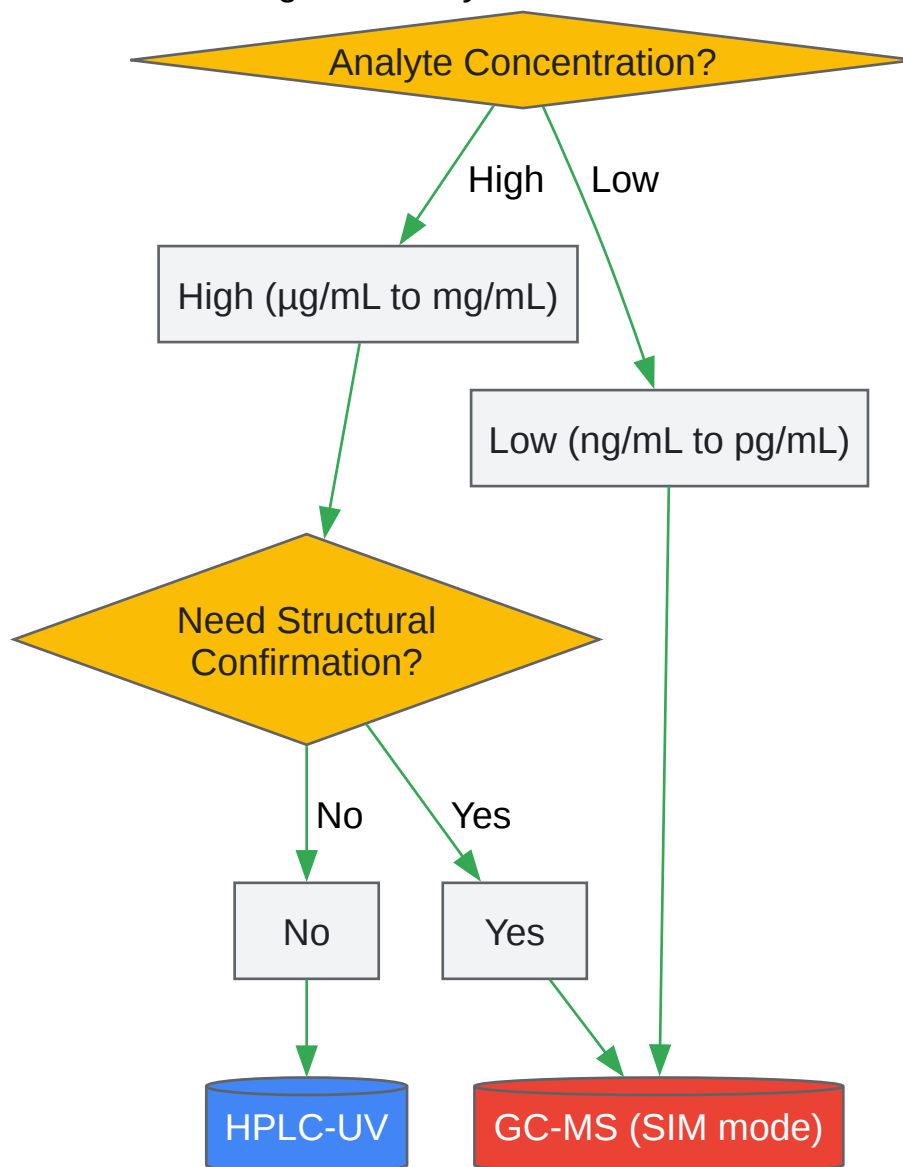 Analyte Concentration?
High
Low
High (µg/mL to mg/mL)
Low (ng/mL to pg/mL)
Need Structural
Confirmation?
No
Yes
No
Yes
HPLC-UV
GC-MS (SIM mode)